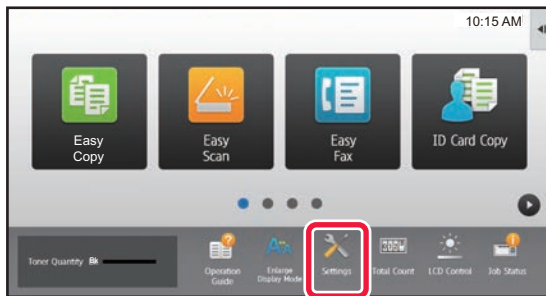 10:15 AM
Easy
Copy
Easy
Scan
Easy
Fax
ID Card Copy
Toner Quantity Bk
Operation
Guide
Enlarge
Display Mode
Settings
Total Count
LCD Control
Job Status